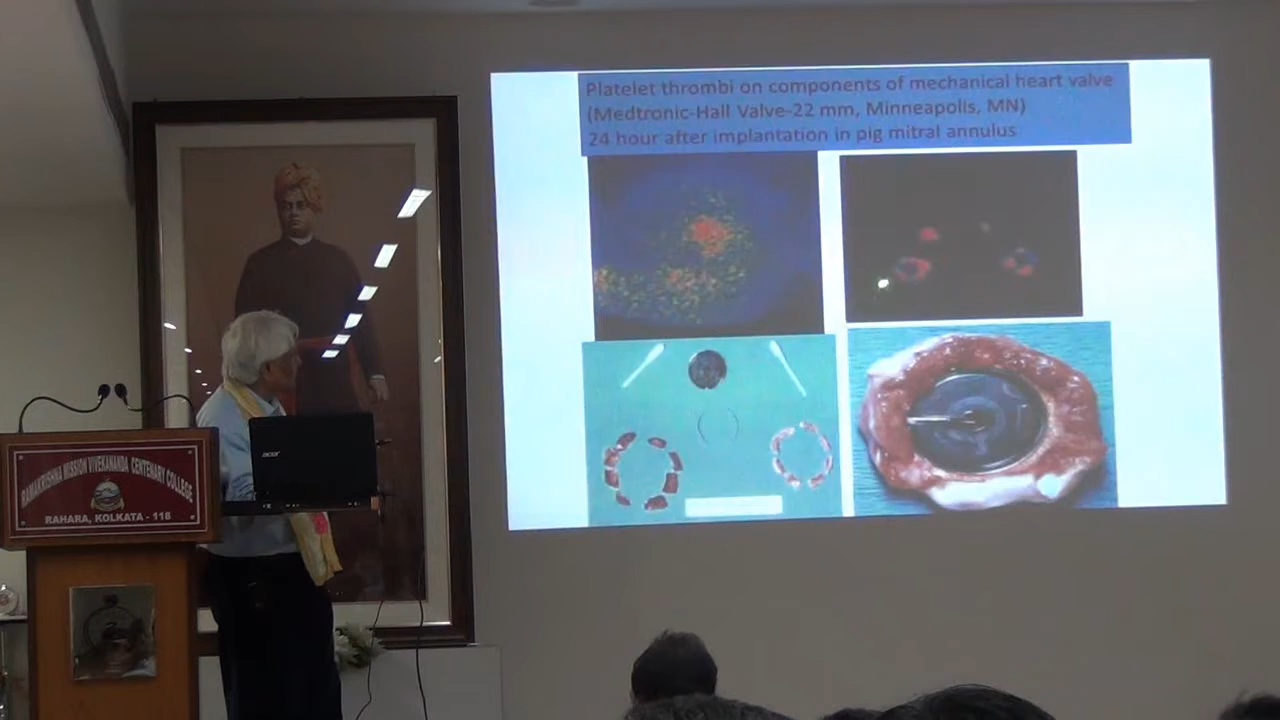 Platelet thrombi on components of mechanical heart valve
(Medtronic-Hall Valve-22 mm, Minneapolis, MN)
24 hour after implantation in pig mitral annulus
acer
RAMAKRISHNA MISSION VIVEKANANDA CENTENARY COLLEGE
RAHARA, KOLKATA - 118